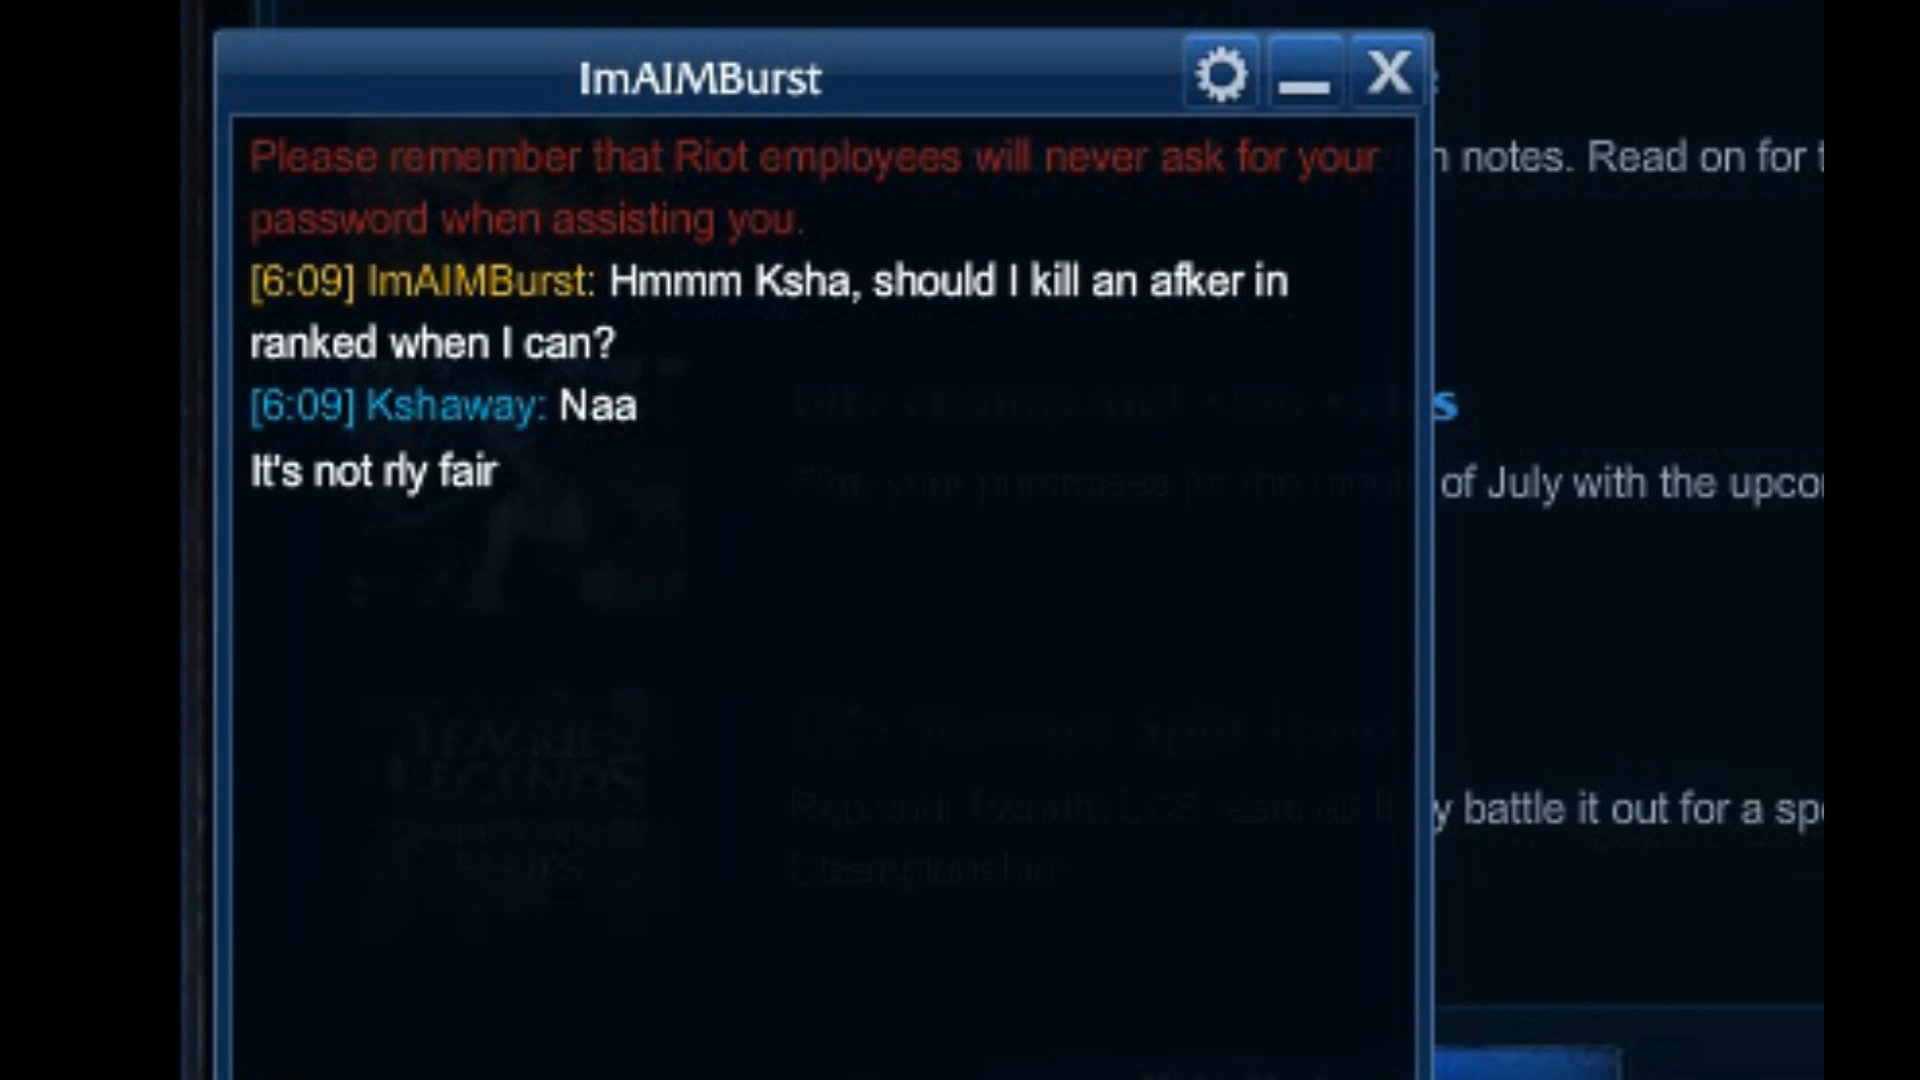 ImAIMBurst
Please remember that Riot employees will never ask for your
password when assisting you.
[6:09] ImAIMBurst: Hmmm Ksha, should I kill an afker in
ranked when I can?
[6:09] Kshaway: Naa
It's not rly fair
notes. Read on for
of July with the
battle it out for a
LEAGUE
LEGENDS